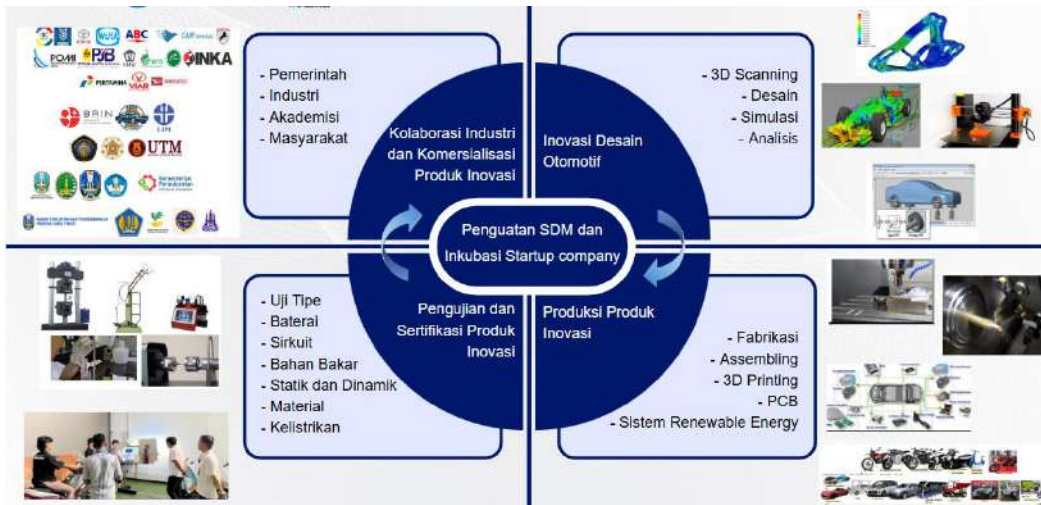 ABC
POMI
PJB
INKA
PERTAMINA
VIAR
BRIN
UTM
- Pemerintah
- Industri
- Akademisi
- Masyarakat
Kolaborasi Industri
dan Komersialisasi
Produk Inovasi
Inovasi Desain
Otomotif
- 3D Scanning
- Desain
- Simulasi
- Analisis
Penguatan SDM dan
Inkubasi Startup company
- Uji Tipe
- Baterai
- Sirkuit
- Bahan Bakar
- Statik dan Dinamik
- Material
- Kelistrikan
Pengujian dan
Sertifikasi Produk
Inovasi
Produksi Produk
Inovasi
- Fabrikasi
- Assembling
- 3D Printing
- PCB
- Sistem Renewable Energy